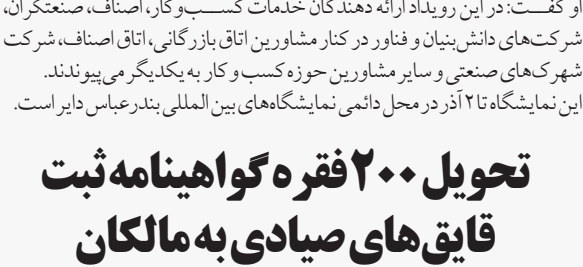 او گفت: در این رویداد ارائه دهندگان خدمات کسب‌وکار، اصناف، صنعتگران،
شرکت‌های دانش‌بنیان و فناور در کنار مشاورین اتاق بازرگانی، اتاق اصناف، شرکت
شهرک‌های صنعتی و سایر مشاورین حوزه کسب و کار به یکدیگر می‌پیوندند.
این نمایشگاه تا ۲ آذر در محل دائمی نمایشگاه‌های بین المللی بندرعباس دایر است.
تحویل ۲۰۰ فقره گواهینامه ثبت
قایق‌های صیادی به مالکان